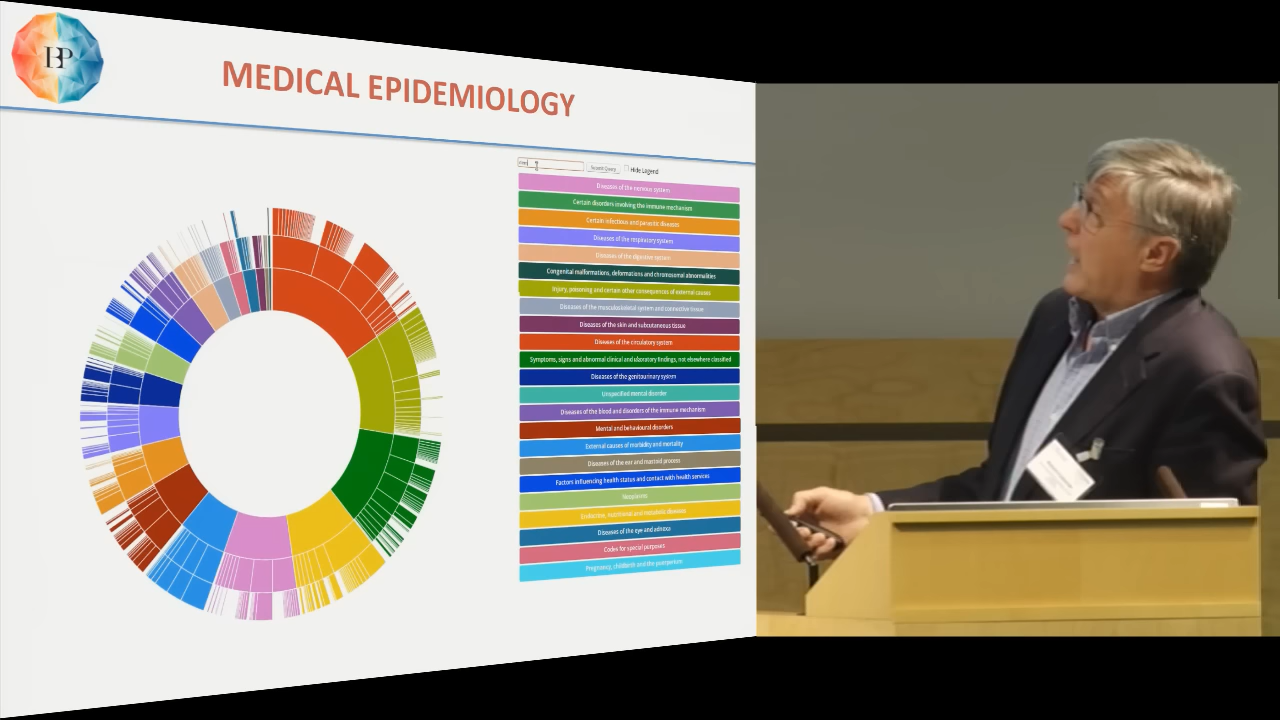 HP
MEDICAL EPIDEMIOLOGY
Hide Legend
Diseases of the nervous system
Certain disorders involving the immune mechanism
Certain infectious and parasitic diseases
Diseases of the respiratory system
Diseases of the digestive system
Congenital malformations, deformations and chromosomal abnormalities
Injury, poisoning and certain other consequences of external causes
Diseases of the musculoskeletal system and connective tissue
Diseases of the skin and subcutaneous tissue
Diseases of the circulatory system
Symptoms, signs and abnormal clinical and laboratory findings, not elsewhere classified
Diseases of the genitourinary system
Unspecified mental disorder
Diseases of the blood and disorders of the immune mechanism
Mental and behavioural disorders
External causes of morbidity and mortality
Diseases of the ear and mastoid process
Factors influencing health status and contact with health services
Neoplasms
Endocrine, nutritional and metabolic diseases
Diseases of the eye and adnexa
Codes for special purposes
Pregnancy, childbirth and the puerperium